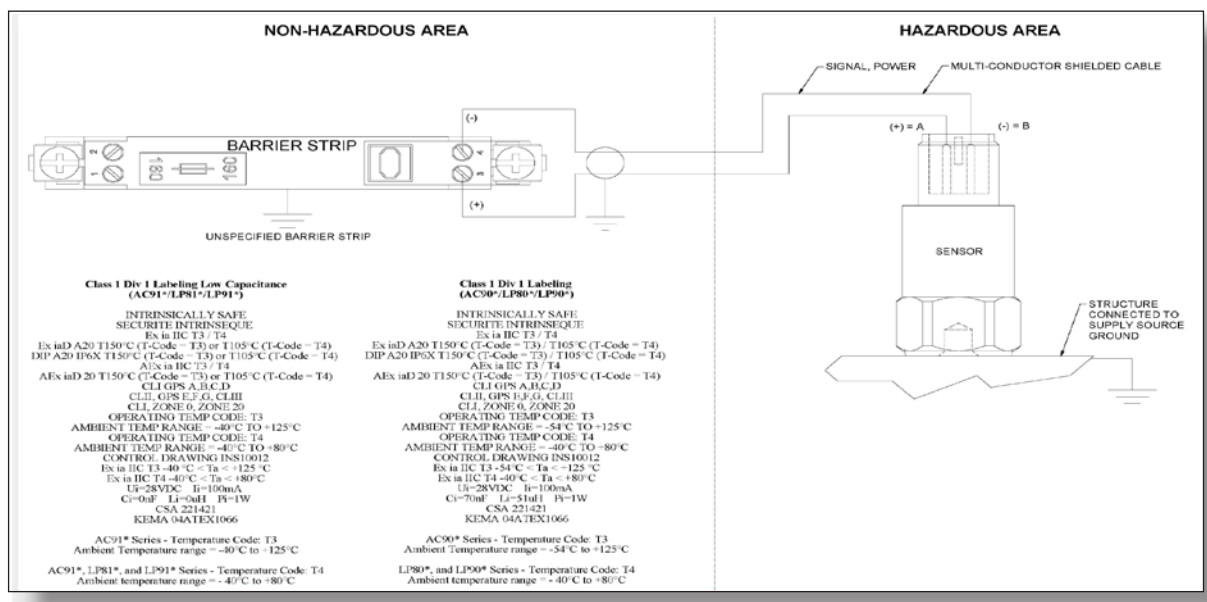 NON-HAZARDOUS AREA
HAZARDOUS AREA
SIGNAL, POWER
MULTI-CONDUCTOR SHIELDED CABLE
(-)
(+) = A
(-) = B
BARRIER STRIP
2
1
160
160
4
3
(+)
UNSPECIFIED BARRIER STRIP
SENSOR
STRUCTURE
CONNECTED TO
SUPPLY SOURCE
GROUND
Class 1 Div 1 Labeling Low Capacitance
(AC91*/LP81*/LP91*)
INTRINSICALLY SAFE
SECURITE INTRINSEQUE
Ex ia IIC T3 / T4
Ex iaD A20 T150°C (T-Code = T3) or T105°C (T-Code = T4)
DIP A20 IP6X T150°C (T-Code = T3) or T105°C (T-Code = T4)
AEx ia IIC T3 / T4
AEx iaD 20 T150°C (T-Code = T3) or T105°C (T-Code = T4)
CLI GPS A,B,C,D
CLII, GPS E,F,G, CLIII
CLI, ZONE 0, ZONE 20
OPERATING TEMP CODE: T3
AMBIENT TEMP RANGE = -40°C TO +125°C
OPERATING TEMP CODE: T4
AMBIENT TEMP RANGE = -40°C TO +80°C
CONTROL DRAWING INS10012
Ex ia IIC T3 -40 °C < Ta < +125 °C
Ex ia IIC T4 -40°C < Ta < +80°C
Ui=28VDC Ii=100mA
Ci=0nF Li=0uH Pi=1W
CSA 221421
KEMA 04ATEX1066
AC91* Series - Temperature Code: T3
Ambient Temperature range = -40°C to +125°C
AC91*, LP81*, and LP91* Series - Temperature Code: T4
Ambient temperature range = - 40°C to +80°C
Class 1 Div 1 Labeling
(AC90*/LP80*/LP90*)
INTRINSICALLY SAFE
SECURITE INTRINSEQUE
Ex ia IIC T3 / T4
Ex iaD A20 T150°C (T-Code = T3) / T105°C (T-Code = T4)
DIP A20 IP6X T150°C (T-Code = T3) / T105°C (T-Code = T4)
AEx ia IIC T3 / T4
AEx iaD 20 T150°C (T-Code = T3) / T105°C (T-Code = T4)
CLI GPS A,B,C,D
CLII, GPS E,F,G, CLIII
CLI, ZONE 0, ZONE 20
OPERATING TEMP CODE: T3
AMBIENT TEMP RANGE = -54°C TO +125°C
OPERATING TEMP CODE: T4
AMBIENT TEMP RANGE = -40°C TO +80°C
CONTROL DRAWING INS10012
Ex ia IIC T3 -54°C < Ta < +125 °C
Ex ia IIC T4 -40°C < Ta < +80°C
Ui=28VDC Ii=100mA
Ci=70nF Li=51uH Pi=1W
CSA 221421
KEMA 04ATEX1066
AC90* Series - Temperature Code: T3
Ambient Temperature range = -54°C to +125°C
LP80*, and LP90* Series - Temperature Code: T4
Ambient temperature range = - 40°C to +80°C